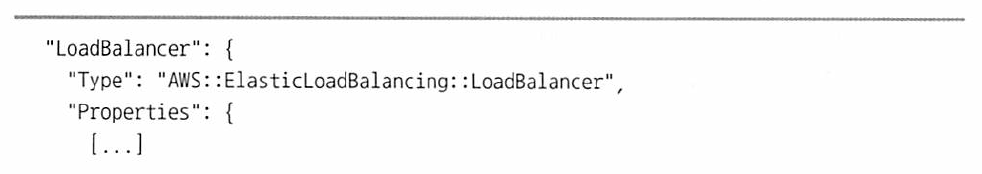 "LoadBalancer": {
"Type": "AWS::ElasticLoadBalancing::LoadBalancer",
"Properties": {
[...]